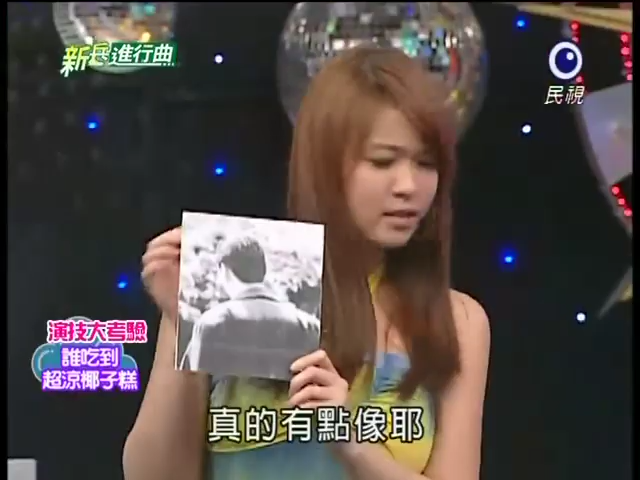 新兵進行曲
民視
演技大考驗
誰吃到
超涼椰子糕
真的有點像耶